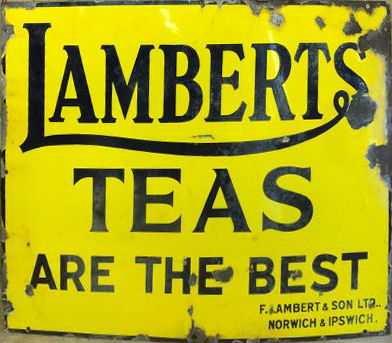 LAMBERTS
TEAS
ARE THE BEST
F. LAMBERT & SON LTD.,
NORWICH & IPSWICH.